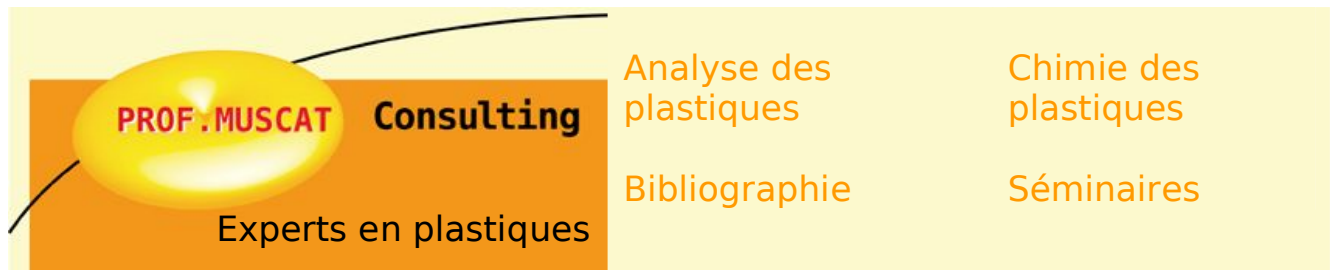 PROF.MUSCAT Consulting
Experts en plastiques
Analyse des
plastiques
Chimie des
plastiques
Bibliographie
Séminaires